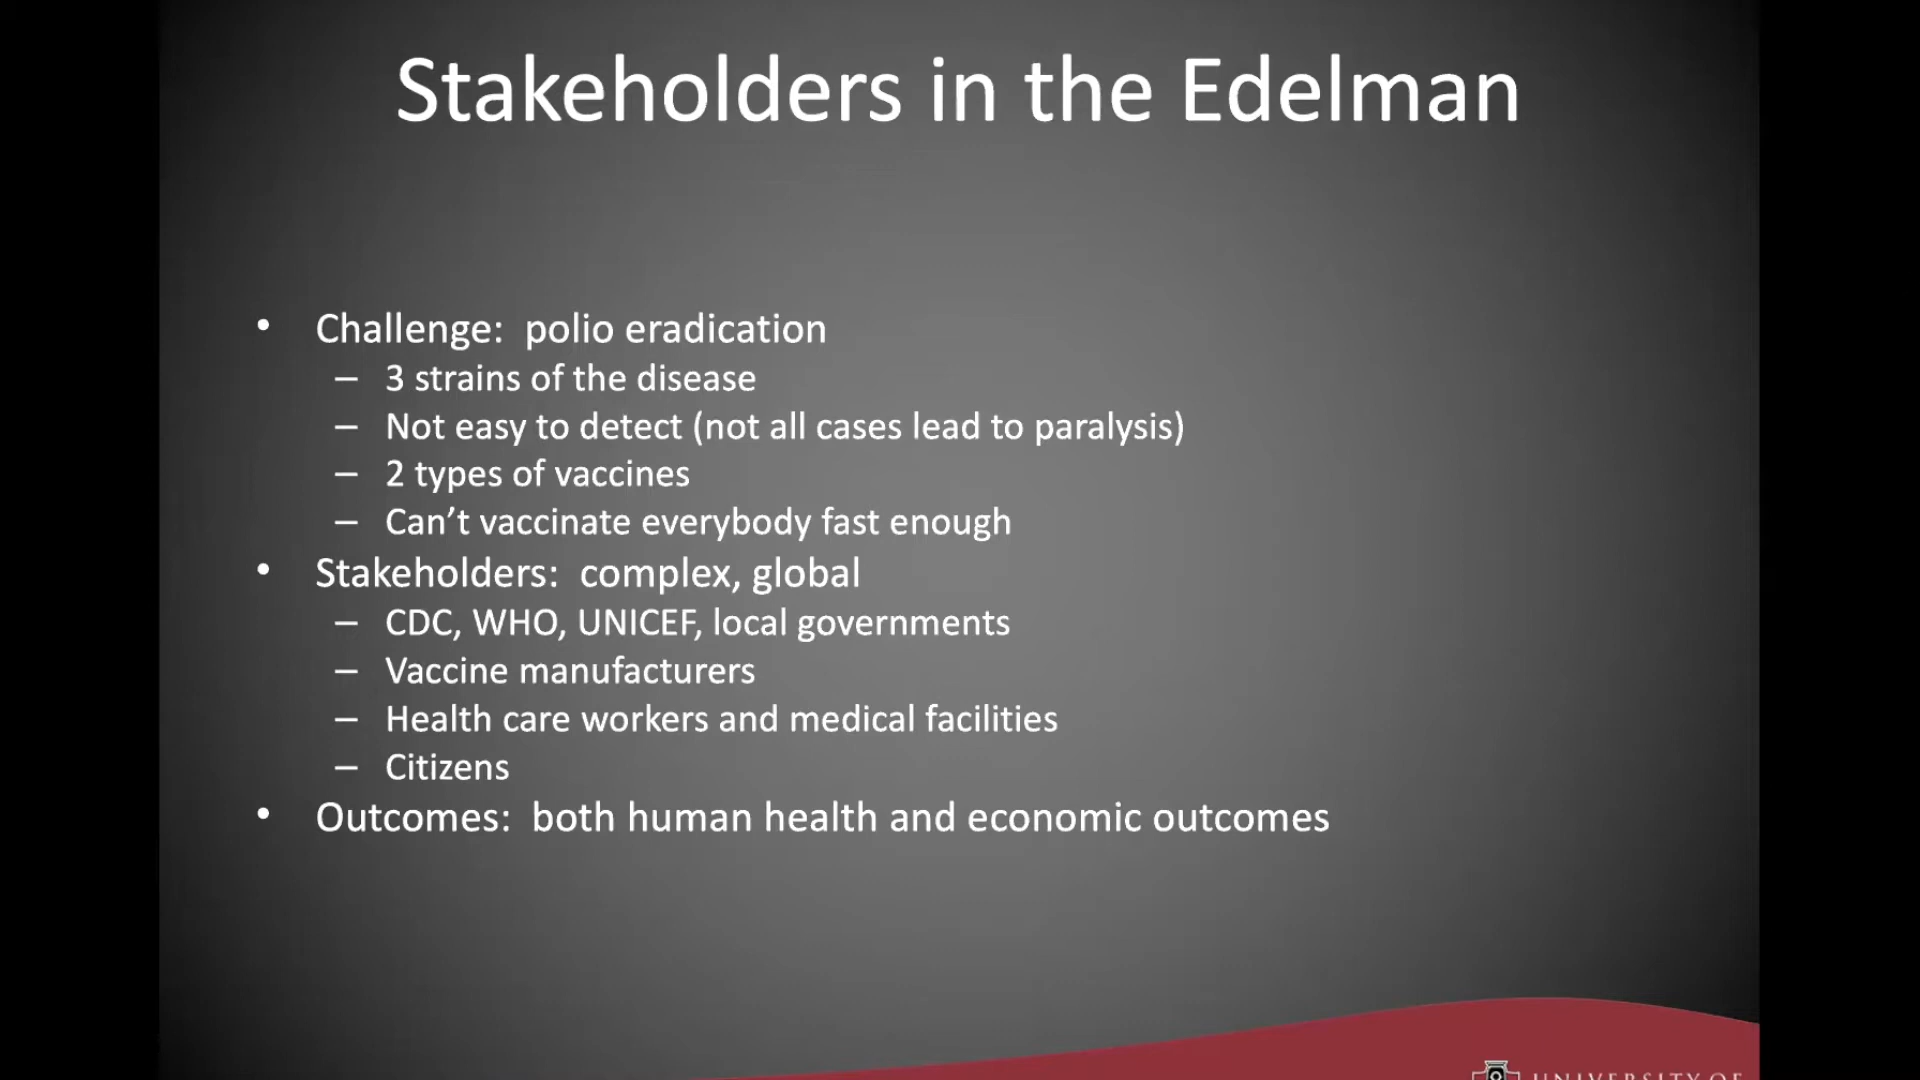 Stakeholders in the Edelman
• Challenge: polio eradication
– 3 strains of the disease
– Not easy to detect (not all cases lead to paralysis)
– 2 types of vaccines
– Can’t vaccinate everybody fast enough
• Stakeholders: complex, global
– CDC, WHO, UNICEF, local governments
– Vaccine manufacturers
– Health care workers and medical facilities
– Citizens
• Outcomes: both human health and economic outcomes
UNIVERSITY OF